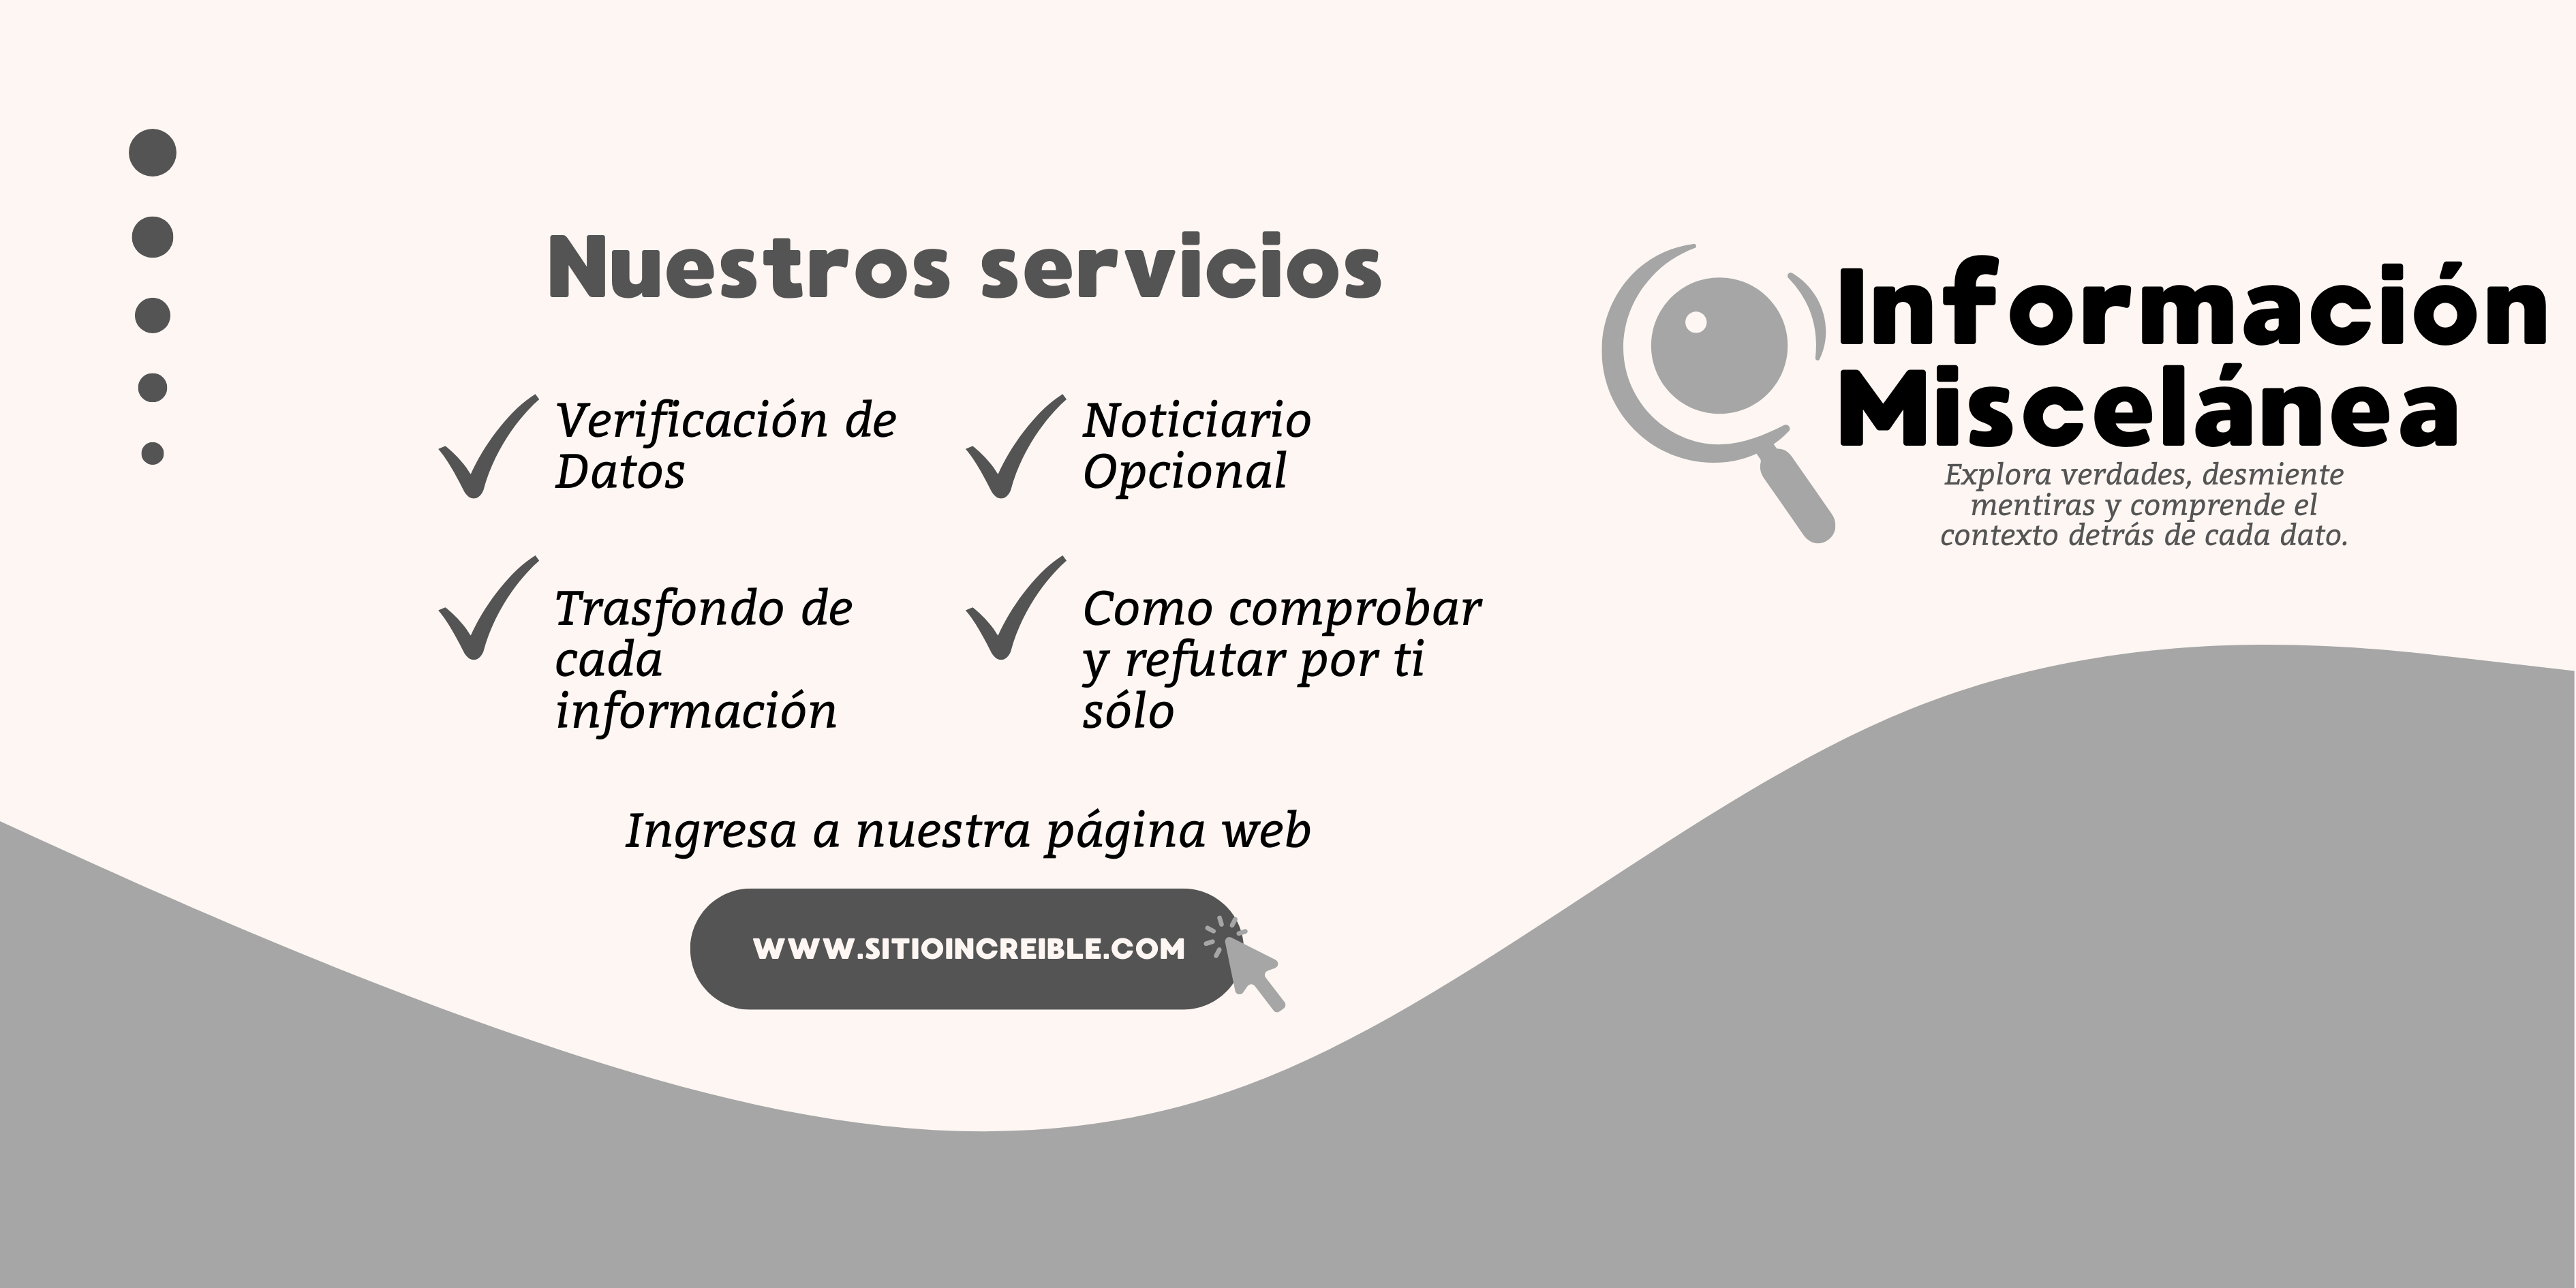 Nuestros servicios
Verificación de
Datos
Noticiario
Opcional
Trasfondo de
cada
información
Como comprobar
y refutar por ti
sólo
Ingresa a nuestra página web
WWW.SITIOINCREIBLE.COM
Información
Miscelánea
Explora verdades, desmiente
mentiras y comprende el
contexto detrás de cada dato.